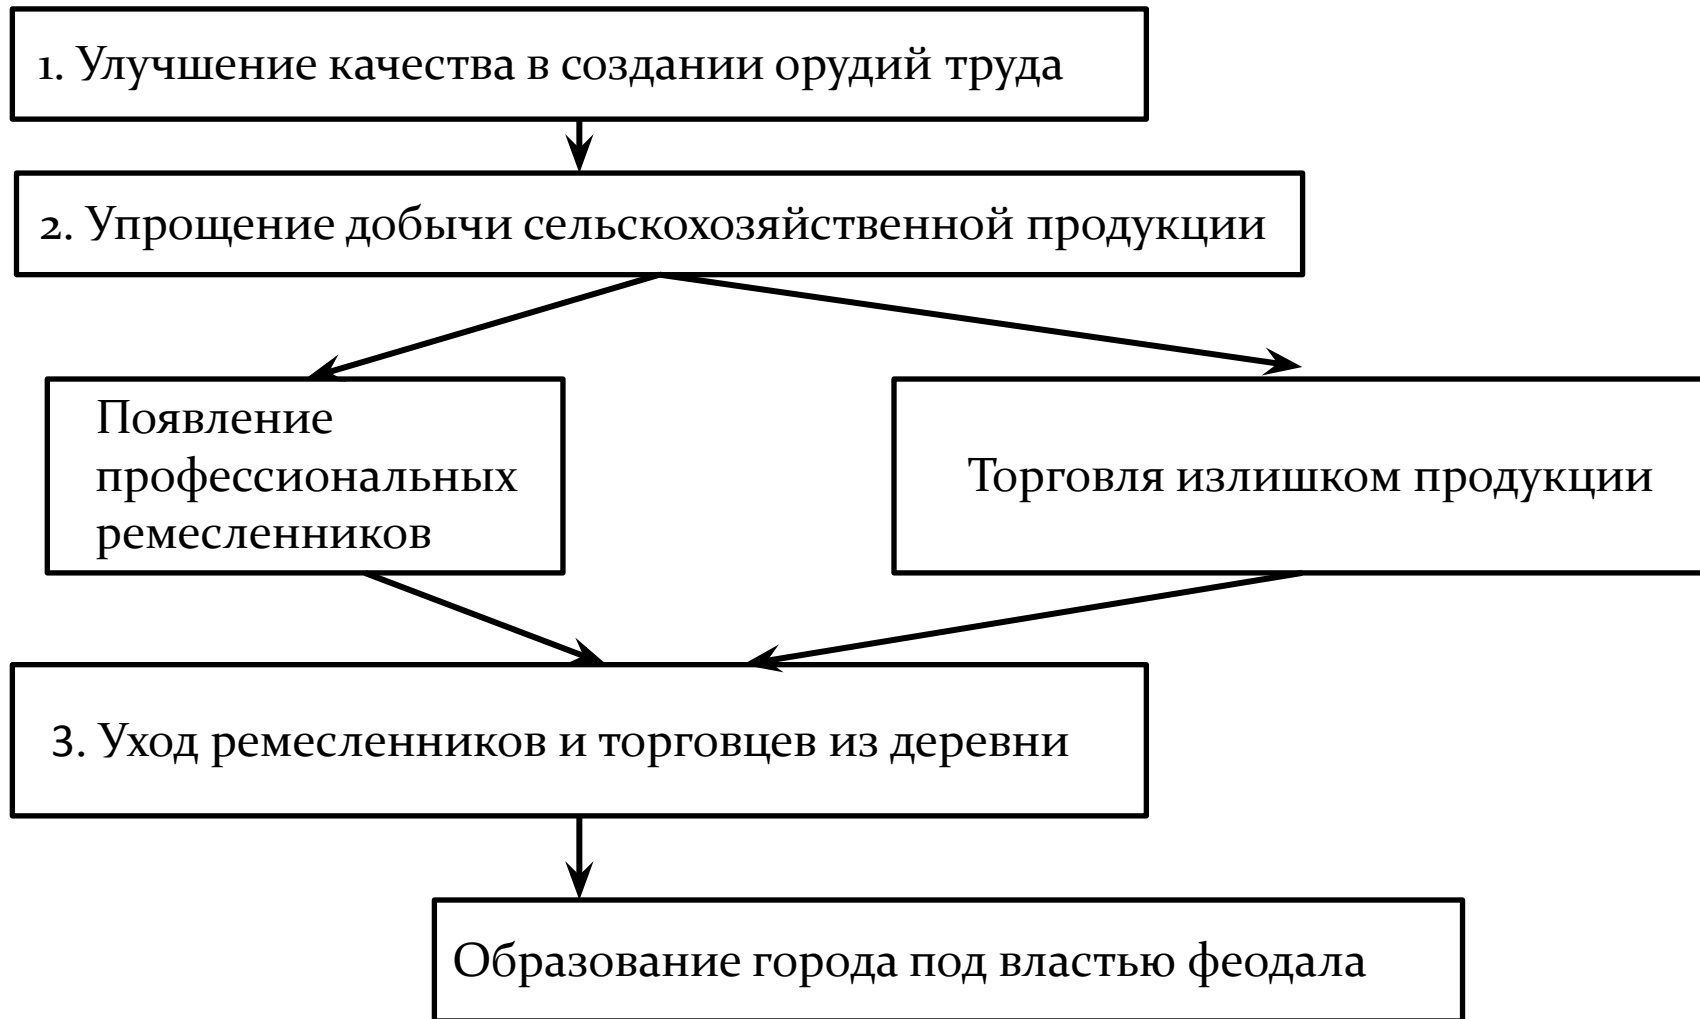 1. Улучшение качества в создании орудий труда
2. Упрощение добычи сельскохозяйственной продукции
Появление
профессиональных
ремесленников
Торговля излишком продукции
3. Уход ремесленников и торговцев из деревни
Образование города под властью феодала